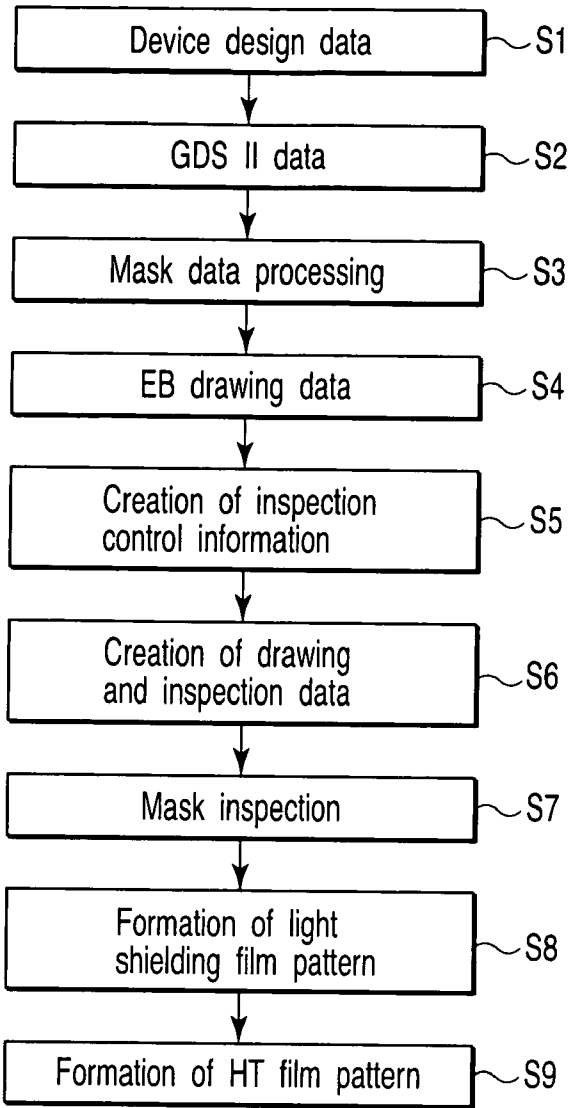 Device design data
S1
GDS II data
S2
Mask data processing
S3
EB drawing data
S4
Creation of inspection
control information
S5
Creation of drawing
and inspection data
S6
Mask inspection
S7
Formation of light
shielding film pattern
S8
Formation of HT film pattern
S9